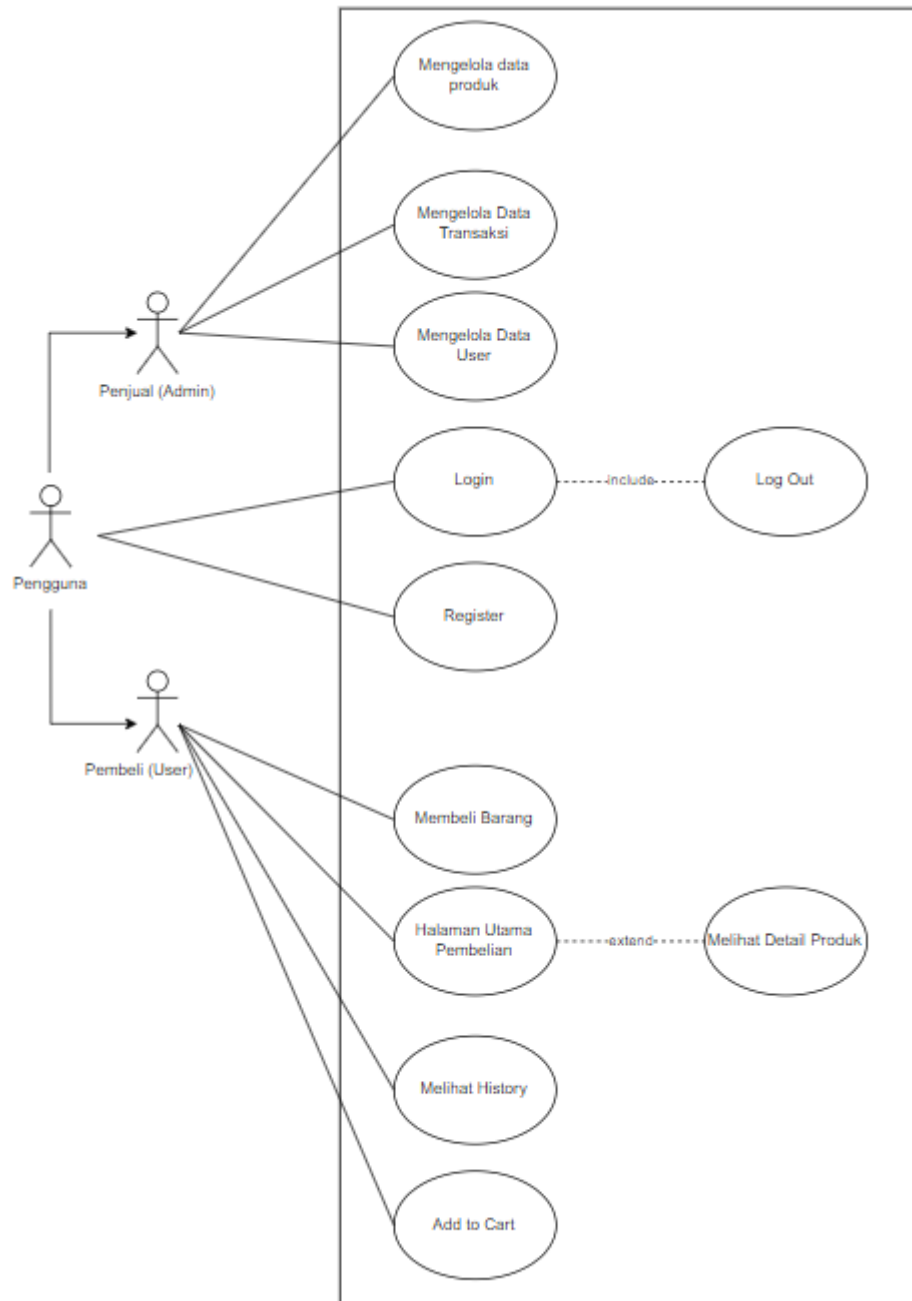 Mengelola data
produk
Mengelola Data
Transaksi
Mengelola Data
User
Penjual (Admin)
Login
include
Log Out
Pengguna
Register
Pembeli (User)
Membeli Barang
Halaman Utama
Pembelian
extend
Melihat Detail Produk
Melihat History
Add to Cart